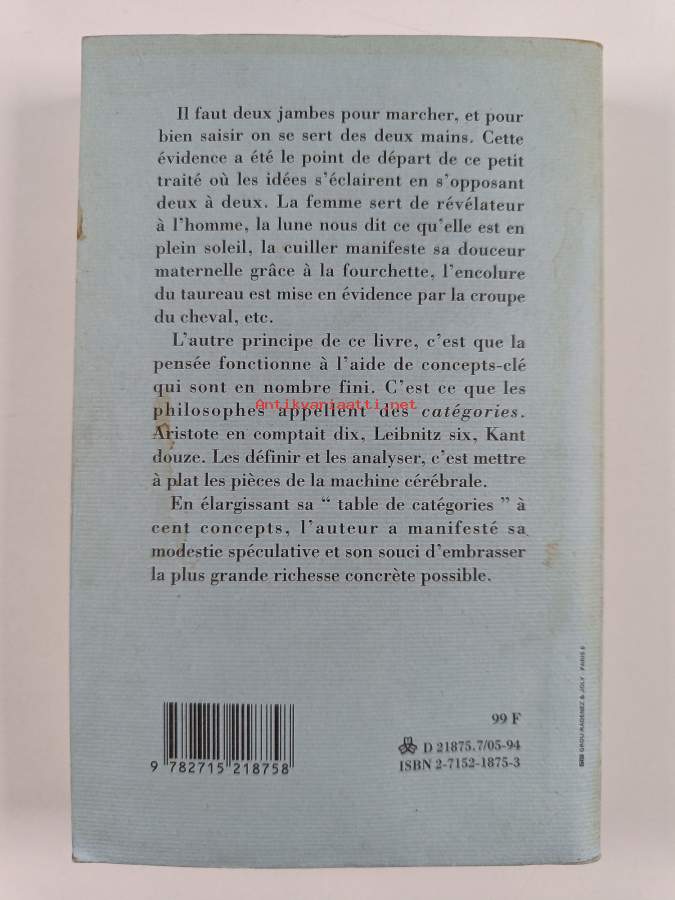 Il faut deux jambes pour marcher, et pour
bien saisir on se sert des deux mains. Cette
évidence a été le point de départ de ce petit
traité où les idées s'éclairent en s'opposant
deux à deux. La femme sert de révélateur
à l'homme, la lune nous dit ce qu'elle est en
plein soleil, la cuiller manifeste sa douceur
maternelle grâce à la fourchette, l'encolure
du taureau est mise en évidence par la croupe
du cheval, etc.
L'autre principe de ce livre, c'est que la
pensée fonctionne à l'aide de concepts-clé
qui sont en nombre fini. C'est ce que les
Antikvariaatti.net
philosophes appellent des catégories.
Aristote en comptait dix, Leibnitz six, Kant
douze. Les définir et les analyser, c'est mettre
à plat les pièces de la machine cérébrale.
En élargissant sa “ table de catégories ” à
cent concepts, l'auteur a manifesté sa
modestie spéculative et son souci d'embrasser
la plus grande richesse concrète possible.
GROU-RADENEZ & JOLY PARIS 6
99 F
D 21875.7/05-94
ISBN 2-7152-1875-3
9 782715 218758